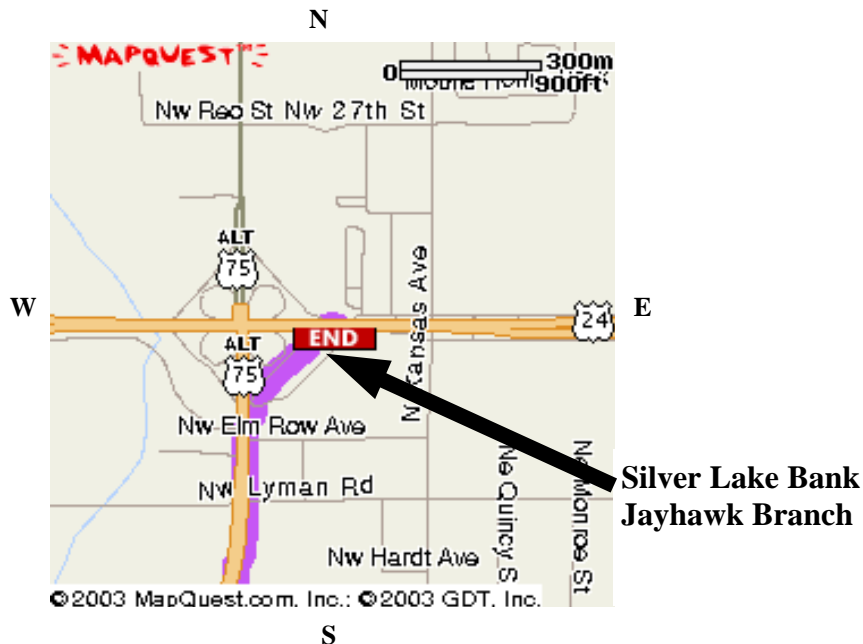 N
MAPQUEST
0 300m
900ft
Nw Reo St Nw 27th St
ALT
75
W
E
24
END
ALT
75
N Kansas Ave
Nw Elm Row Ave
Nw Lyman Rd
Ne Quincy S
Ne Monroe St
Silver Lake Bank
Jayhawk Branch
Nw Hardt Ave
©2003 MapQuest.com, Inc.; ©2003 GDT, Inc.
S